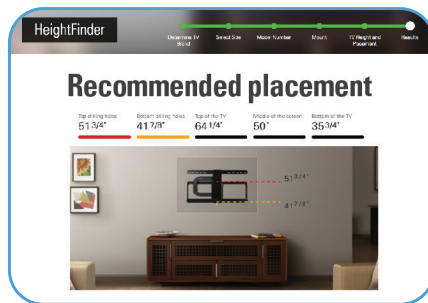 HeightFinder
Determine TV Brand
Select Size
Model Number
Mount
TV Height and Placement
Results
Recommended placement
Top drilling holes
51 3/4"
Bottom drilling holes
41 7/8"
Top of the TV
64 1/4"
Middle of the screen
50"
Bottom of the TV
35 3/4"
51 3/4"
41 7/8"